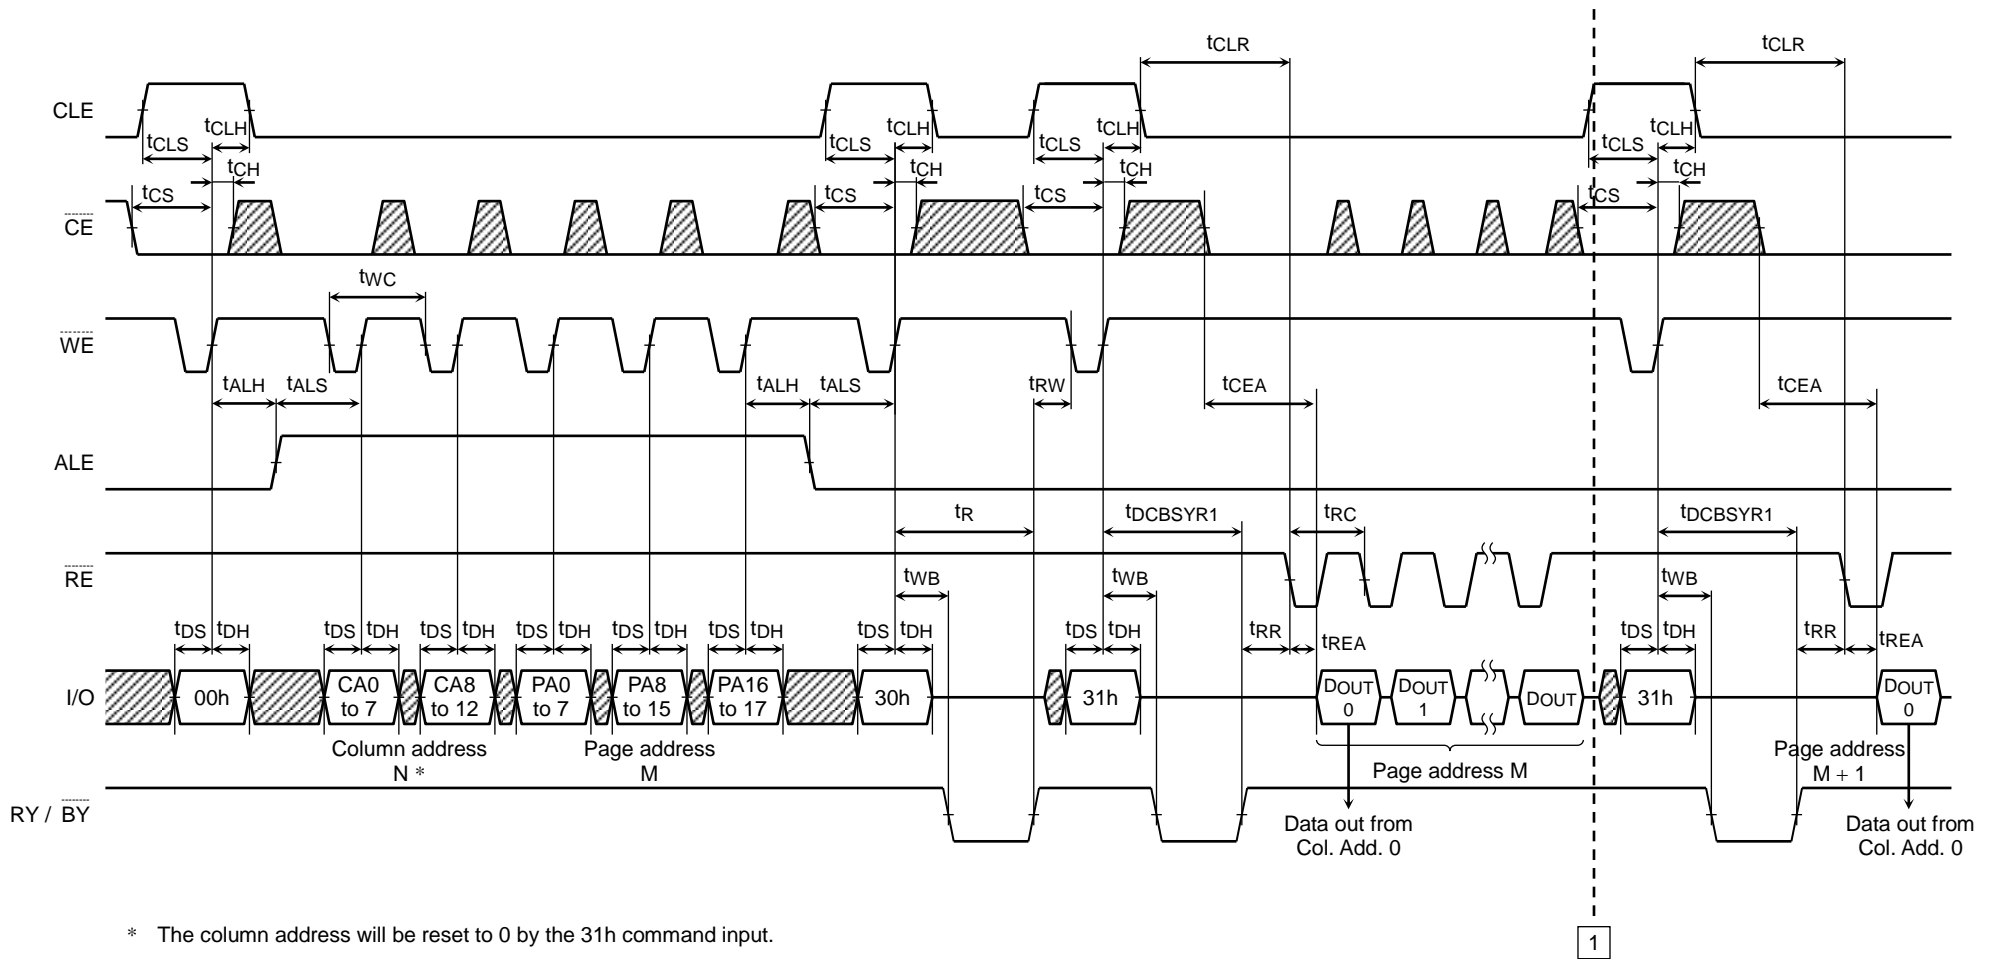 tCLR tCLR
CLE
tCLS tCLH tCLS tCLH tCLS tCLH tCLS tCLH
tCH tCH tCH tCH
tCS tCS tCS tCS
CE
tWC
WE
tALH tALS tALH tALS tRW tCEA tCEA
ALE
tR tDCBSYR1 tRC tDCBSYR1
RE
tWB tWB tWB
tDS tDH tDS tDH tDS tDH tDS tDH tDS tDH tDS tDH tDS tDH tDS tDH tRR tREA tDS tDH tRR tREA
I/O
00h
CA0
to 7
CA8
to 12
PA0
to 7
PA8
to 15
PA16
to 17
30h
31h
DOUT
0
DOUT
1
DOUT
31h
DOUT
0
Column address
N *
Page address
M
Page address M
Page address
M + 1
RY / BY
Data out from
Col. Add. 0
Data out from
Col. Add. 0
* The column address will be reset to 0 by the 31h command input.
1